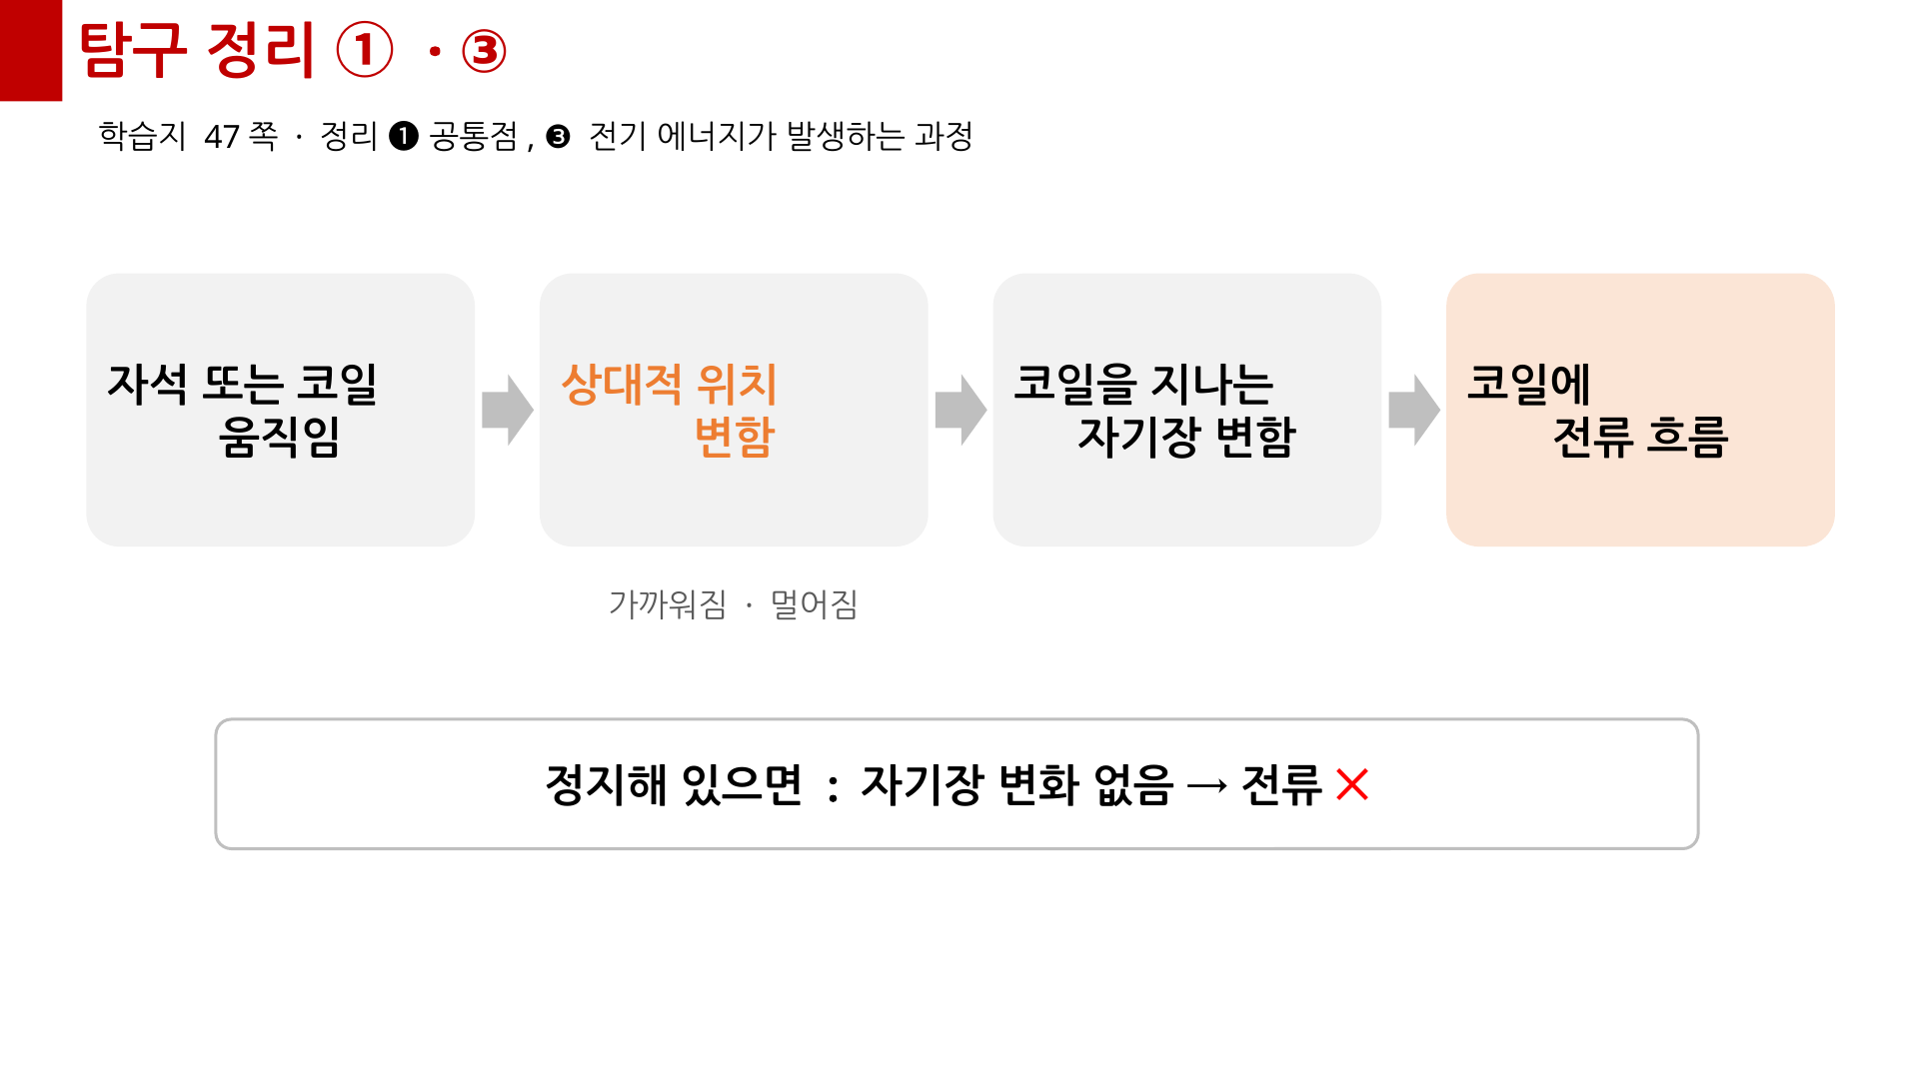 탐구 정리 ① · ③
학습지 47 쪽 · 정리 ❶ 공통점 , ❸ 전기 에너지가 발생하는 과정
자석 또는 코일
움직임
상대적 위치
변함
코일을 지나는
자기장 변함
코일에
전류 흐름
가까워짐 · 멀어짐
정지해 있으면 : 자기장 변화 없음 → 전류 ✕